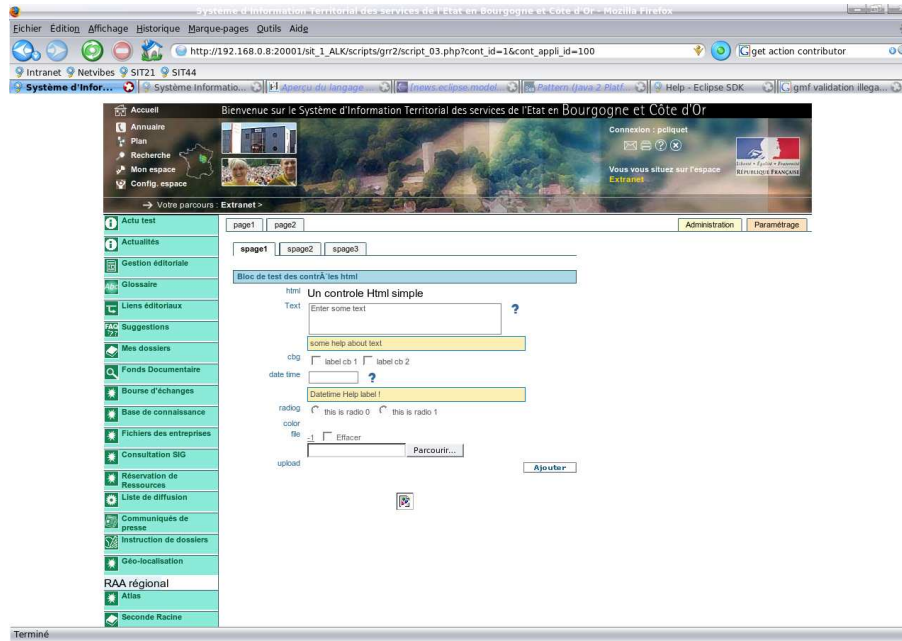 Système d'Information Territorial des services de l'Etat en Bourgogne et Côte d'Or - Mozilla Firefox
Fichier Edition Affichage Historique Marque-pages Outils Aide
http://192.168.0.8:20001/sit_1_ALK/scripts/grr2/script_03.php?cont_id=1&cont_appli_id=100
get action contributor
Intranet Netvibes SIT21 SIT44
Système d'Infor... Système Informatio... Aperçu du langage ... [news.eclipse.model... Pattern (Java 2 Platf... Help - Eclipse SDK gmf validation illega...
Accueil
Bienvenue sur le Système d'Information Territorial des services de l'Etat en Bourgogne et Côte d'Or
Annuaire
Connexion : pcliquet
Plan
Recherche
Mon espace
Vous vous situez sur l'espace
Extranet
Liberté • Égalité • Fraternité
RÉPUBLIQUE FRANÇAISE
Config. espace
Votre parcours : Extranet >
Actu test
page1 page2
Administration Paramétrage
Actualités
spage1 spage2 spage3
Gestion éditoriale
Bloc de test des contrÃ´les html
Abc Glossaire
html Un controle Html simple
Liens éditoriaux
Text Enter some text ?
FAQ Suggestions
some help about text
Mes dossiers
cbg label cb 1 label cb 2
Fonds Documentaire
date time ?
Bourse d'échanges
Datetime Help label !
Base de connaissance
radiog this is radio 0 this is radio 1
color
Fichiers des entreprises
file -1 Effacer
Parcourir...
Consultation SIG
upload
Ajouter
Réservation de
Ressources
Liste de diffusion
Communiqués de
presse
Instruction de dossiers
Géo-localisation
RAA régional
Atlas
Seconde Racine
Terminé